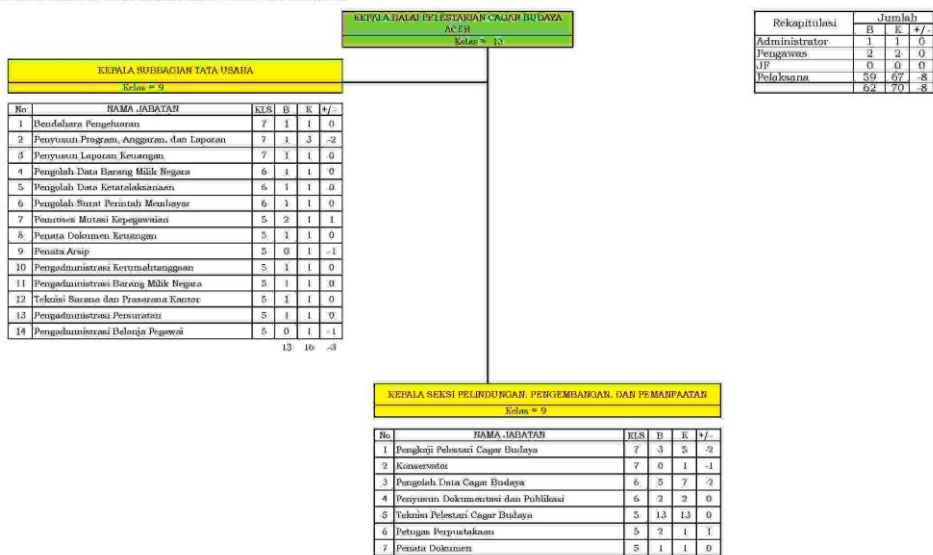 KEPALA BALAI PELESTARIAN CAGAR BUDAYA
ACEH
Kelas = 13
Rekapitulasi Jumlah
B K +/-
Administrator 1 1 0
Pengawas 2 2 0
JF 0 0 0
Pelaksana 59 67 -8
62 70 -8
KEPALA SUBBAGIAN TATA USAHA
Kelas = 9
No NAMA JABATAN KLS B K +/-
1 Bendahara Pengeluaran 7 1 1 0
2 Penyusun Program, Anggaran, dan Laporan 7 1 3 -2
3 Penyusun Laporan Keuangan 7 1 1 0
4 Pengolah Data Barang Milik Negara 6 1 1 0
5 Pengolah Data Ketatalaksanaan 6 1 1 0
6 Pengolah Surat Perintah Membayar 6 1 1 0
7 Pemroses Mutasi Kepegawaian 5 2 1 1
8 Penata Dokumen Keuangan 5 1 1 0
9 Penata Arsip 5 0 1 -1
10 Pengadministrasi Kerumahtanggaan 5 1 1 0
11 Pengadministrasi Barang Milik Negara 5 1 1 0
12 Teknisi Sarana dan Prasarana Kantor 5 1 1 0
13 Pengadministrasi Persuratan 5 1 1 0
14 Pengadministrasi Belanja Pegawai 5 0 1 -1
13 16 -3
KEPALA SEKSI PELINDUNGAN, PENGEMBANGAN, DAN PEMANFAATAN
Kelas = 9
No NAMA JABATAN KLS B K +/-
1 Pengkaji Pelestari Cagar Budaya 7 3 5 -2
2 Konservator 7 0 1 -1
3 Pengolah Data Cagar Budaya 6 5 7 -2
4 Penyusun Dokumentasi dan Publikasi 6 2 2 0
5 Teknisi Pelestari Cagar Budaya 5 13 13 0
6 Petugas Perpustakaan 5 2 1 1
7 Penata Dokumen 5 1 1 0